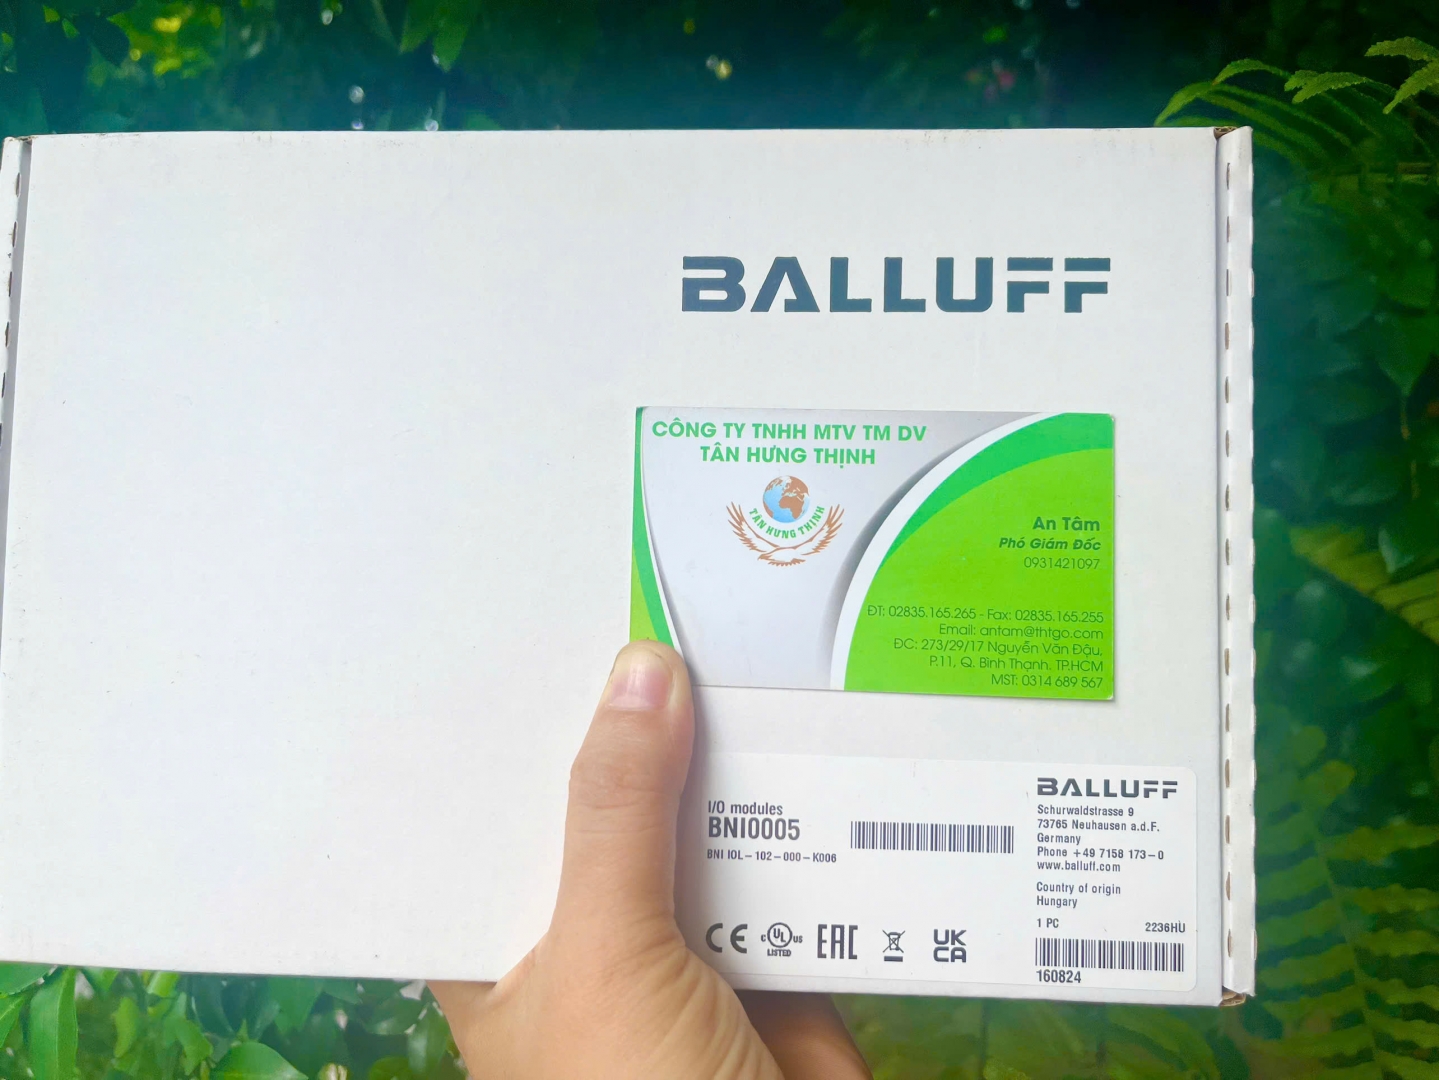 BALLUFF
CÔNG TY TNHH MTV TM DV
TÂN HƯNG THỊNH
TÂN HƯNG THỊNH
An Tâm
Phó Giám Đốc
0931421097
ĐT: 02835.165.265 - Fax: 02835.165.255
Email: antam@thtgo.com
ĐC: 273/29/17 Nguyễn Văn Đậu,
P.11, Q. Bình Thạnh. TP.HCM
MST: 0314 689 567
I/O modules
BNI0005
BNI IOL-102-000-K006
BALLUFF
Schurwaldstrasse 9
73765 Neuhausen a.d.F.
Germany
Phone +49 7158 173-0
www.balluff.com
Country of origin
Hungary
1 PC 2236HU
160824
CE
c UL us
LISTED
EAC
UK
CA